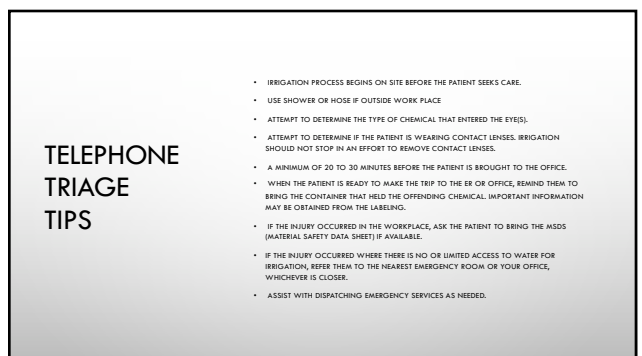 TELEPHONE
TRIAGE
TIPS
• IRRIGATION PROCESS BEGINS ON SITE BEFORE THE PATIENT SEEKS CARE.
• USE SHOWER OR HOSE IF OUTSIDE WORK PLACE
• ATTEMPT TO DETERMINE THE TYPE OF CHEMICAL THAT ENTERED THE EYE(S).
• ATTEMPT TO DETERMINE IF THE PATIENT IS WEARING CONTACT LENSES. IRRIGATION
SHOULD NOT STOP IN AN EFFORT TO REMOVE CONTACT LENSES.
• A MINIMUM OF 20 TO 30 MINUTES BEFORE THE PATIENT IS BROUGHT TO THE OFFICE.
• WHEN THE PATIENT IS READY TO MAKE THE TRIP TO THE ER OR OFFICE, REMIND THEM TO
BRING THE CONTAINER THAT HELD THE OFFENDING CHEMICAL. IMPORTANT INFORMATION
MAY BE OBTAINED FROM THE LABELING.
• IF THE INJURY OCCURRED IN THE WORKPLACE, ASK THE PATIENT TO BRING THE MSDS
(MATERIAL SAFETY DATA SHEET) IF AVAILABLE.
• IF THE INJURY OCCURRED WHERE THERE IS NO OR LIMITED ACCESS TO WATER FOR
IRRIGATION, REFER THEM TO THE NEAREST EMERGENCY ROOM OR YOUR OFFICE,
WHICHEVER IS CLOSER.
• ASSIST WITH DISPATCHING EMERGENCY SERVICES AS NEEDED.